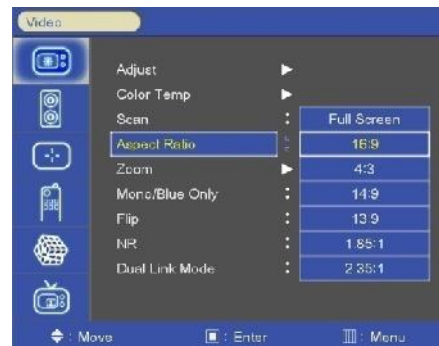 Video
Adjust
Color Temp
Scan : Full Screen
Aspect Ratio : 16:9
Zoom 4:3
Mono/Blue Only : 14:9
Flip : 13:9
NR : 1.85:1
Dual Link Mode : 2.35:1
: Move : Enter : Menu